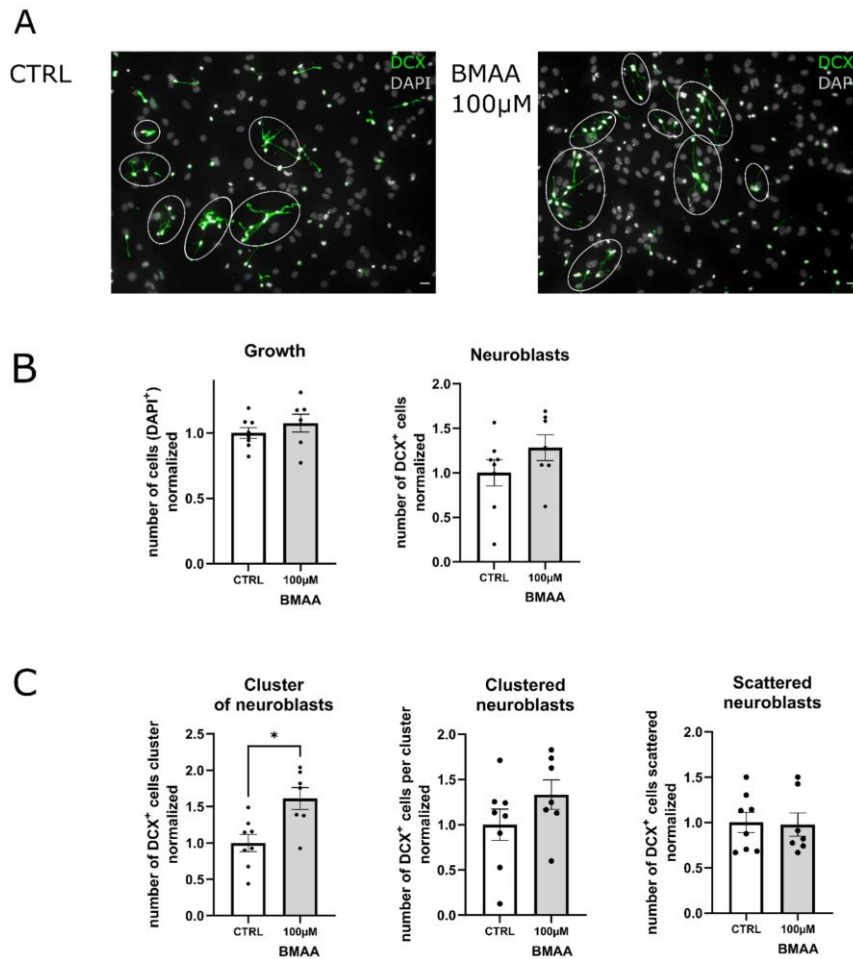 A
CTRL
DCX
DAPI
BMAA
100µM
DCX
DAP
B
Growth
number of cells (DAPI⁺)
normalized
1.0
0.5
0.0
CTRL
100µM
BMAA
Neuroblasts
number of DCX⁺ cells
normalized
2.0
1.5
1.0
0.5
0.0
CTRL
100µM
BMAA
C
Cluster
of neuroblasts
number of DCX⁺ cells cluster
normalized
2.5
2.0
1.5
1.0
0.5
0.0
*
CTRL
100µM
BMAA
Clustered
neuroblasts
number of DCX⁺ cells per cluster
normalized
2.0
1.5
1.0
0.5
0.0
CTRL
100µM
BMAA
Scattered
neuroblasts
number of DCX⁺ cells scattered
normalized
2.0
1.5
1.0
0.5
0.0
CTRL
100µM
BMAA